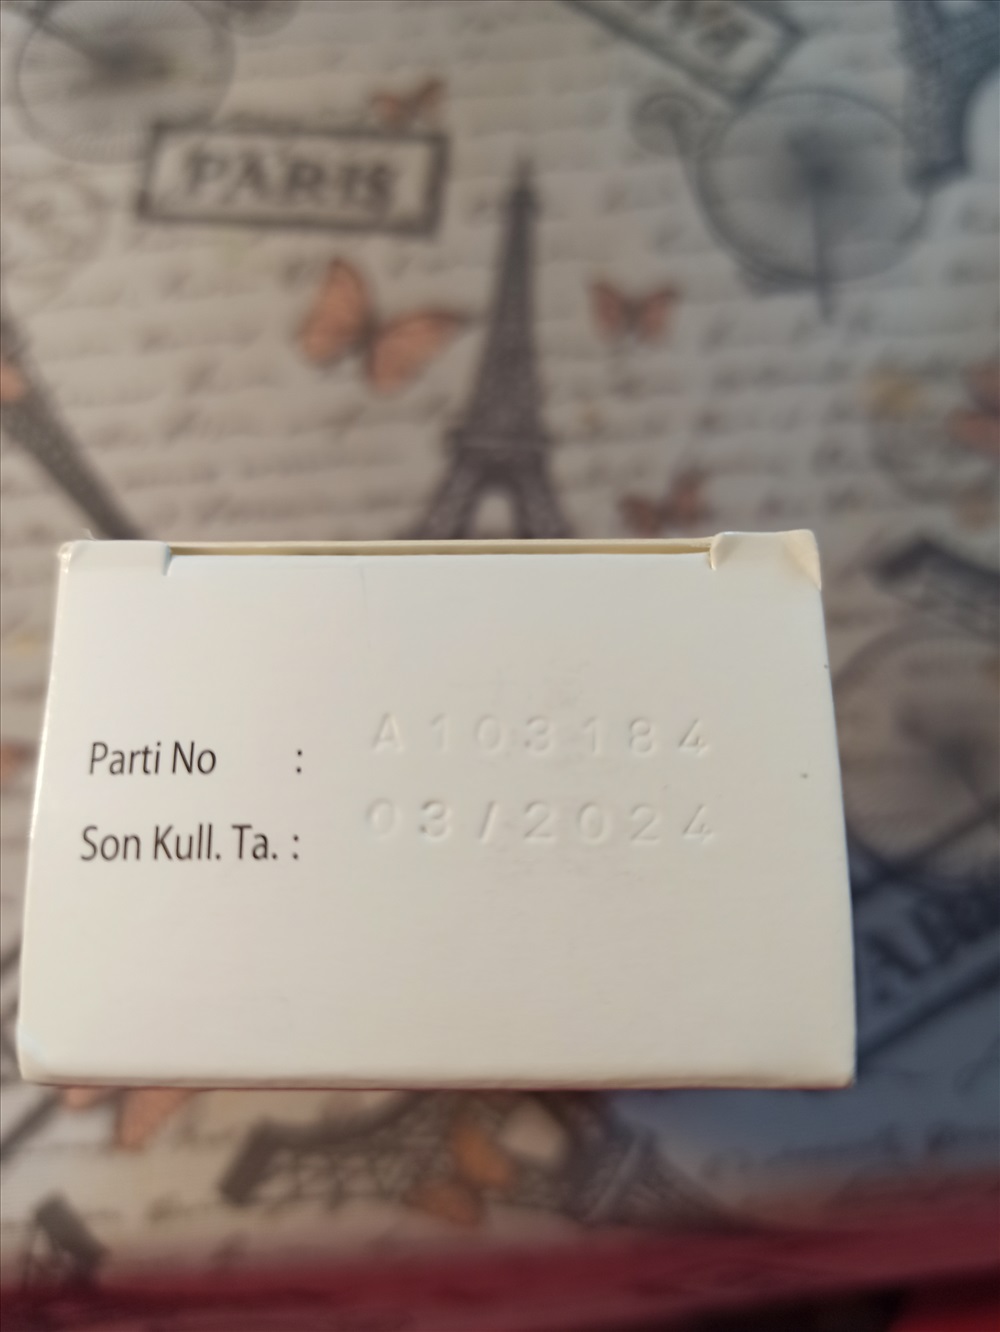 PARIS
Parti No : A103184
Son Kull. Ta. : 03/2024